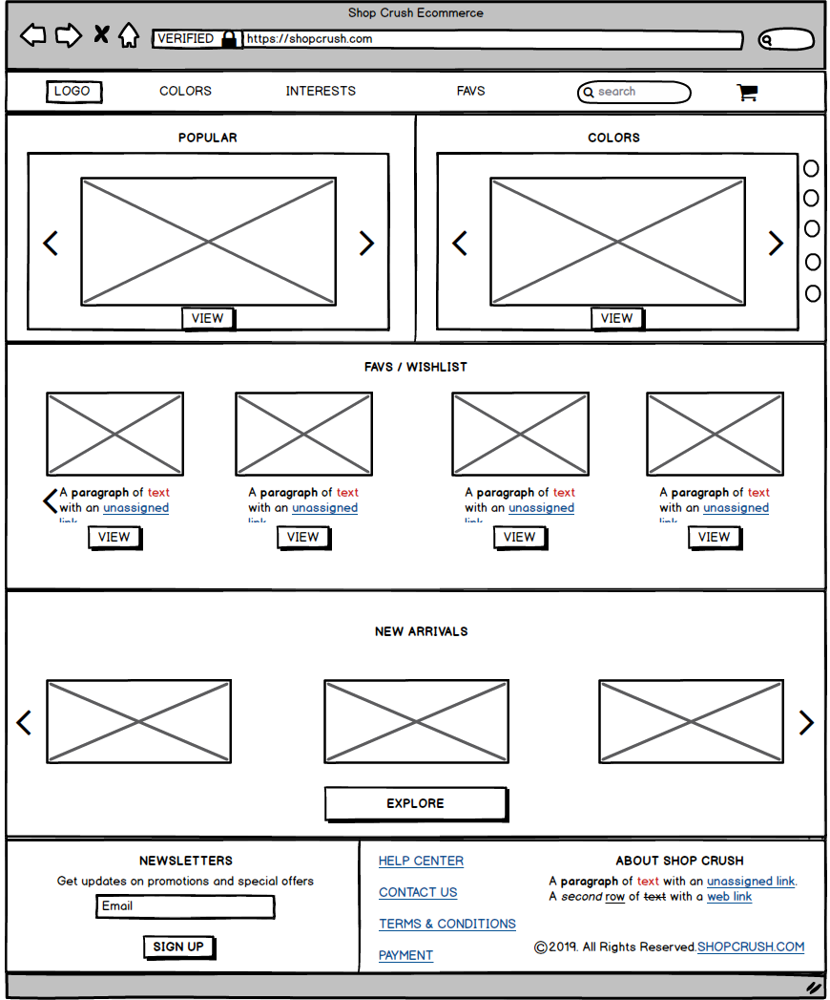 Shop Crush Ecommerce
VERIFIED https://shopcrush.com
LOGO COLORS INTERESTS FAVS search
POPULAR
VIEW
COLORS
VIEW
FAVS / WISHLIST
A paragraph of text
with an unassigned
link
VIEW
A paragraph of text
with an unassigned
link
VIEW
A paragraph of text
with an unassigned
link
VIEW
A paragraph of text
with an unassigned
link
VIEW
NEW ARRIVALS
EXPLORE
NEWSLETTERS
Get updates on promotions and special offers
Email
SIGN UP
HELP CENTER
CONTACT US
TERMS & CONDITIONS
PAYMENT
ABOUT SHOP CRUSH
A paragraph of text with an unassigned link.
A second row of text with a web link
©2019. All Rights Reserved.SHOPCRUSH.COM